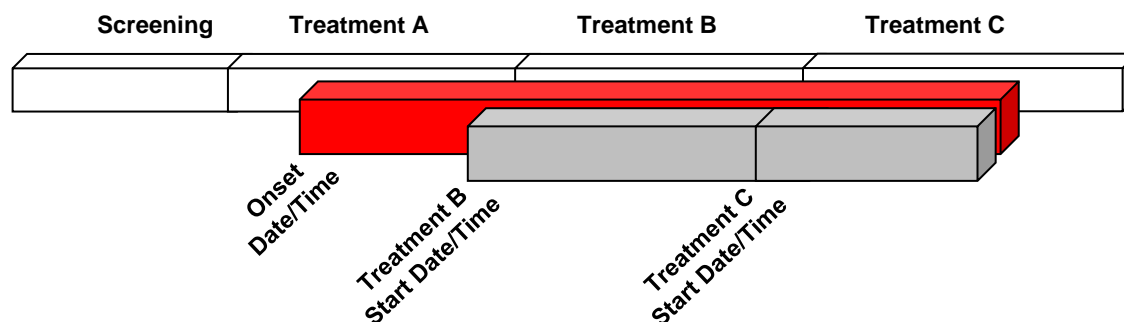 Screening
Treatment A
Treatment B
Treatment C
Onset
Date/Time
Treatment B
Start Date/Time
Treatment C
Start Date/Time